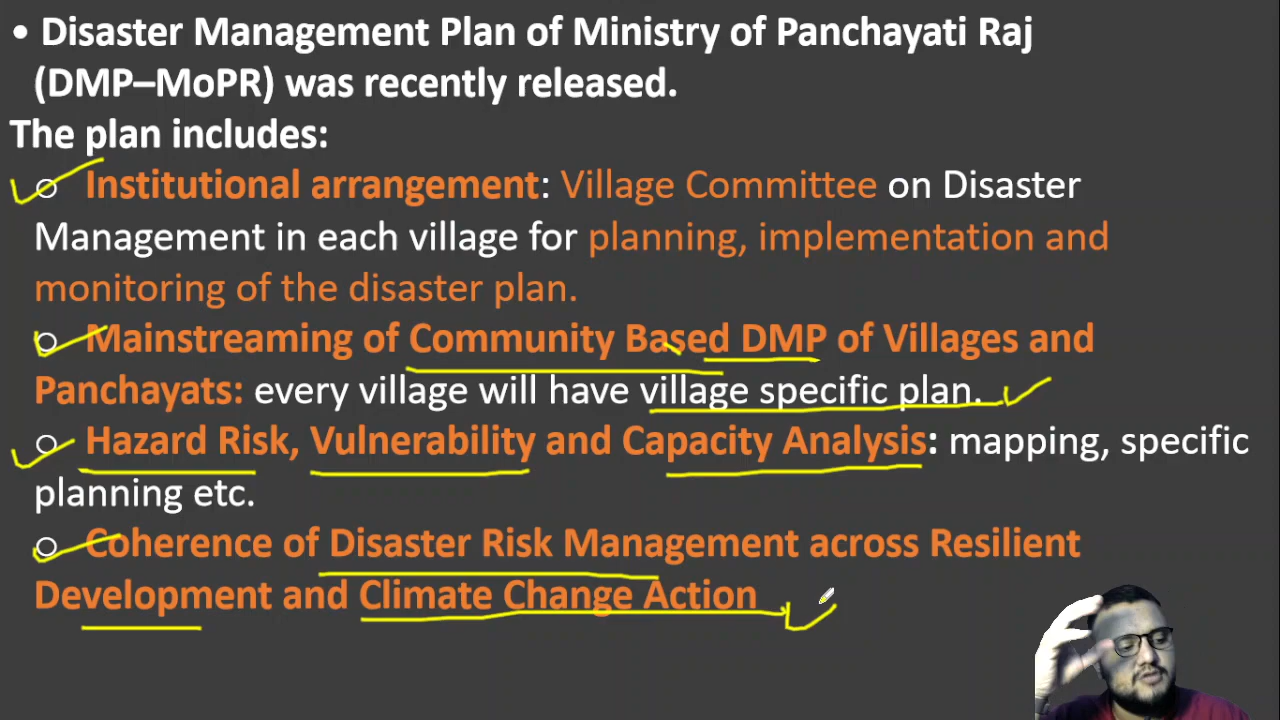 • Disaster Management Plan of Ministry of Panchayati Raj
(DMP–MoPR) was recently released.
The plan includes:
o Institutional arrangement: Village Committee on Disaster
Management in each village for planning, implementation and
monitoring of the disaster plan.
o Mainstreaming of Community Based DMP of Villages and
Panchayats: every village will have village specific plan.
o Hazard Risk, Vulnerability and Capacity Analysis: mapping, specific
planning etc.
o Coherence of Disaster Risk Management across Resilient
Development and Climate Change Action